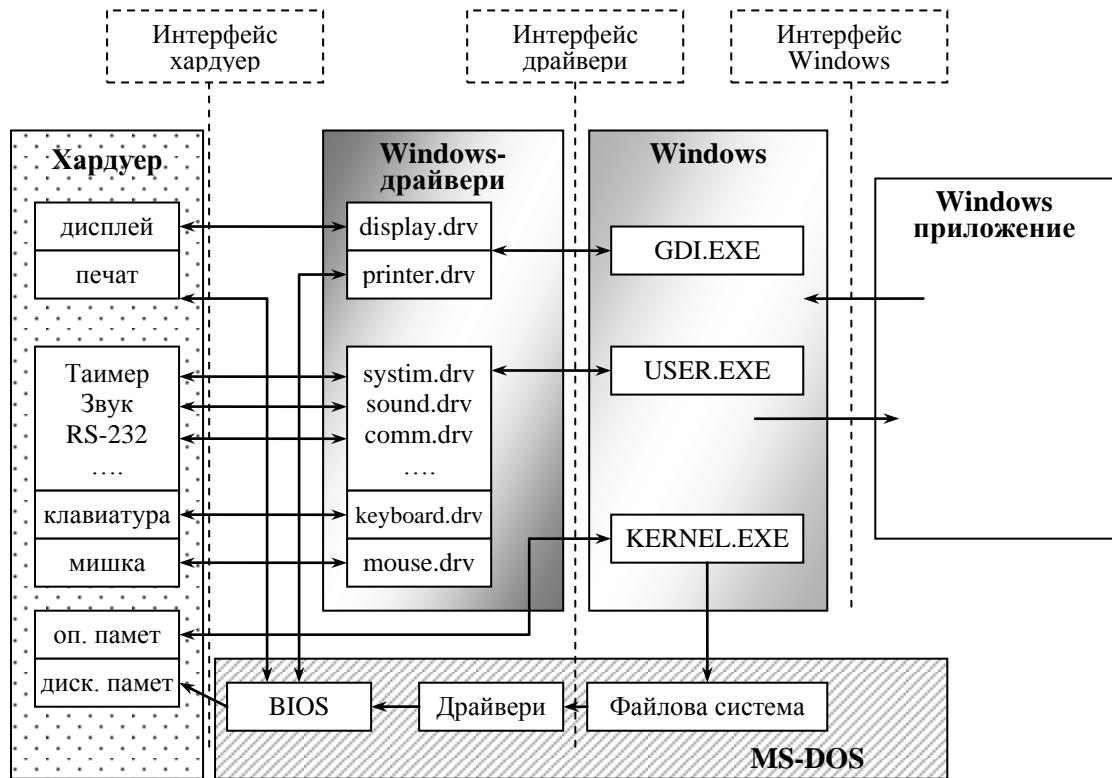 Интерфейс
хардуер
Интерфейс
драйвери
Интерфейс
Windows
Хардуер
дисплей
печат
Таимер
Звук
RS-232
….
клавиатура
мишка
оп. памет
диск. памет
Windows-
драйвери
display.drv
printer.drv
systim.drv
sound.drv
comm.drv
….
keyboard.drv
mouse.drv
Windows
GDI.EXE
USER.EXE
KERNEL.EXE
Windows
приложение
BIOS
Драйвери
Файлова система
MS-DOS